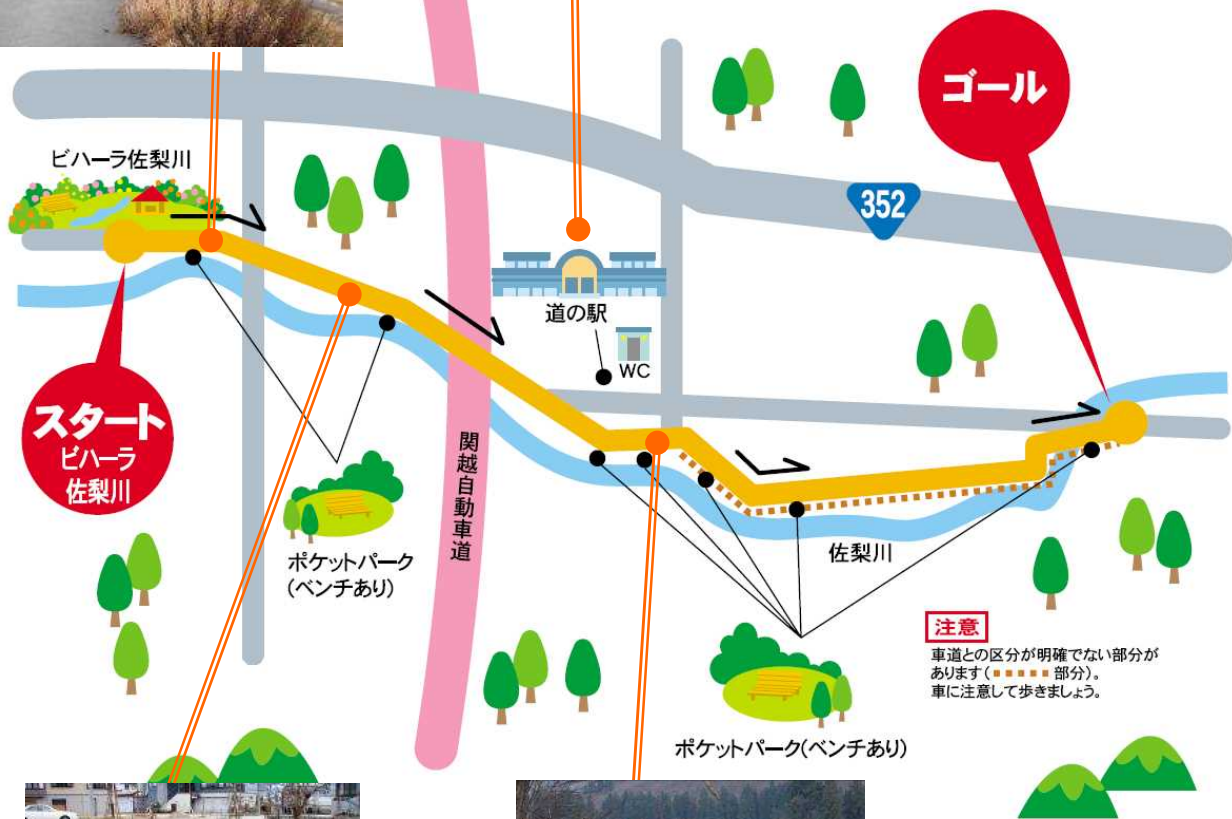 ゴール
ビハーラ佐梨川
352
道の駅
WC
スタート
ビハーラ
佐梨川
関越自動車道
ポケットパーク
(ベンチあり)
佐梨川
注意
車道との区分が明確でない部分が
あります( 部分)。
車に注意して歩きましょう。
ポケットパーク(ベンチあり)